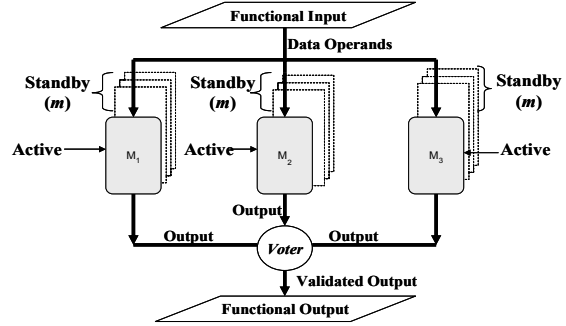 Functional Input
Data Operands
Standby
(m)
Standby
(m)
Standby
(m)
Active
M1
Active
M2
M3
Active
Output
Output
Voter
Output
Validated Output
Functional Output